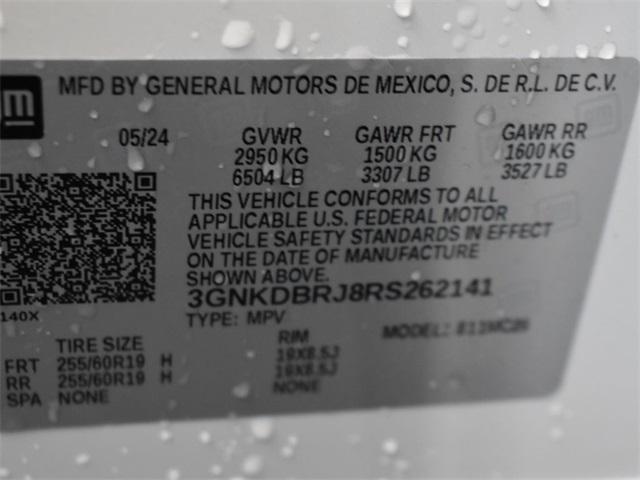 gm
MFD BY GENERAL MOTORS DE MEXICO, S. DE R.L. DE C.V.
05/24 GVWR GAWR FRT GAWR RR
2950 KG 1500 KG 1600 KG
6504 LB 3307 LB 3527 LB
THIS VEHICLE CONFORMS TO ALL
APPLICABLE U.S. FEDERAL MOTOR
VEHICLE SAFETY STANDARDS IN EFFECT
ON THE DATE OF MANUFACTURE
SHOWN ABOVE.
3GNKDBRJ8RS262141
140X
TYPE: MPV MODEL:
TIRE SIZE RIM
FRT 255/60R19 H 19X8.5J
RR 255/60R19 H 19X8.5J
SPA NONE NONE